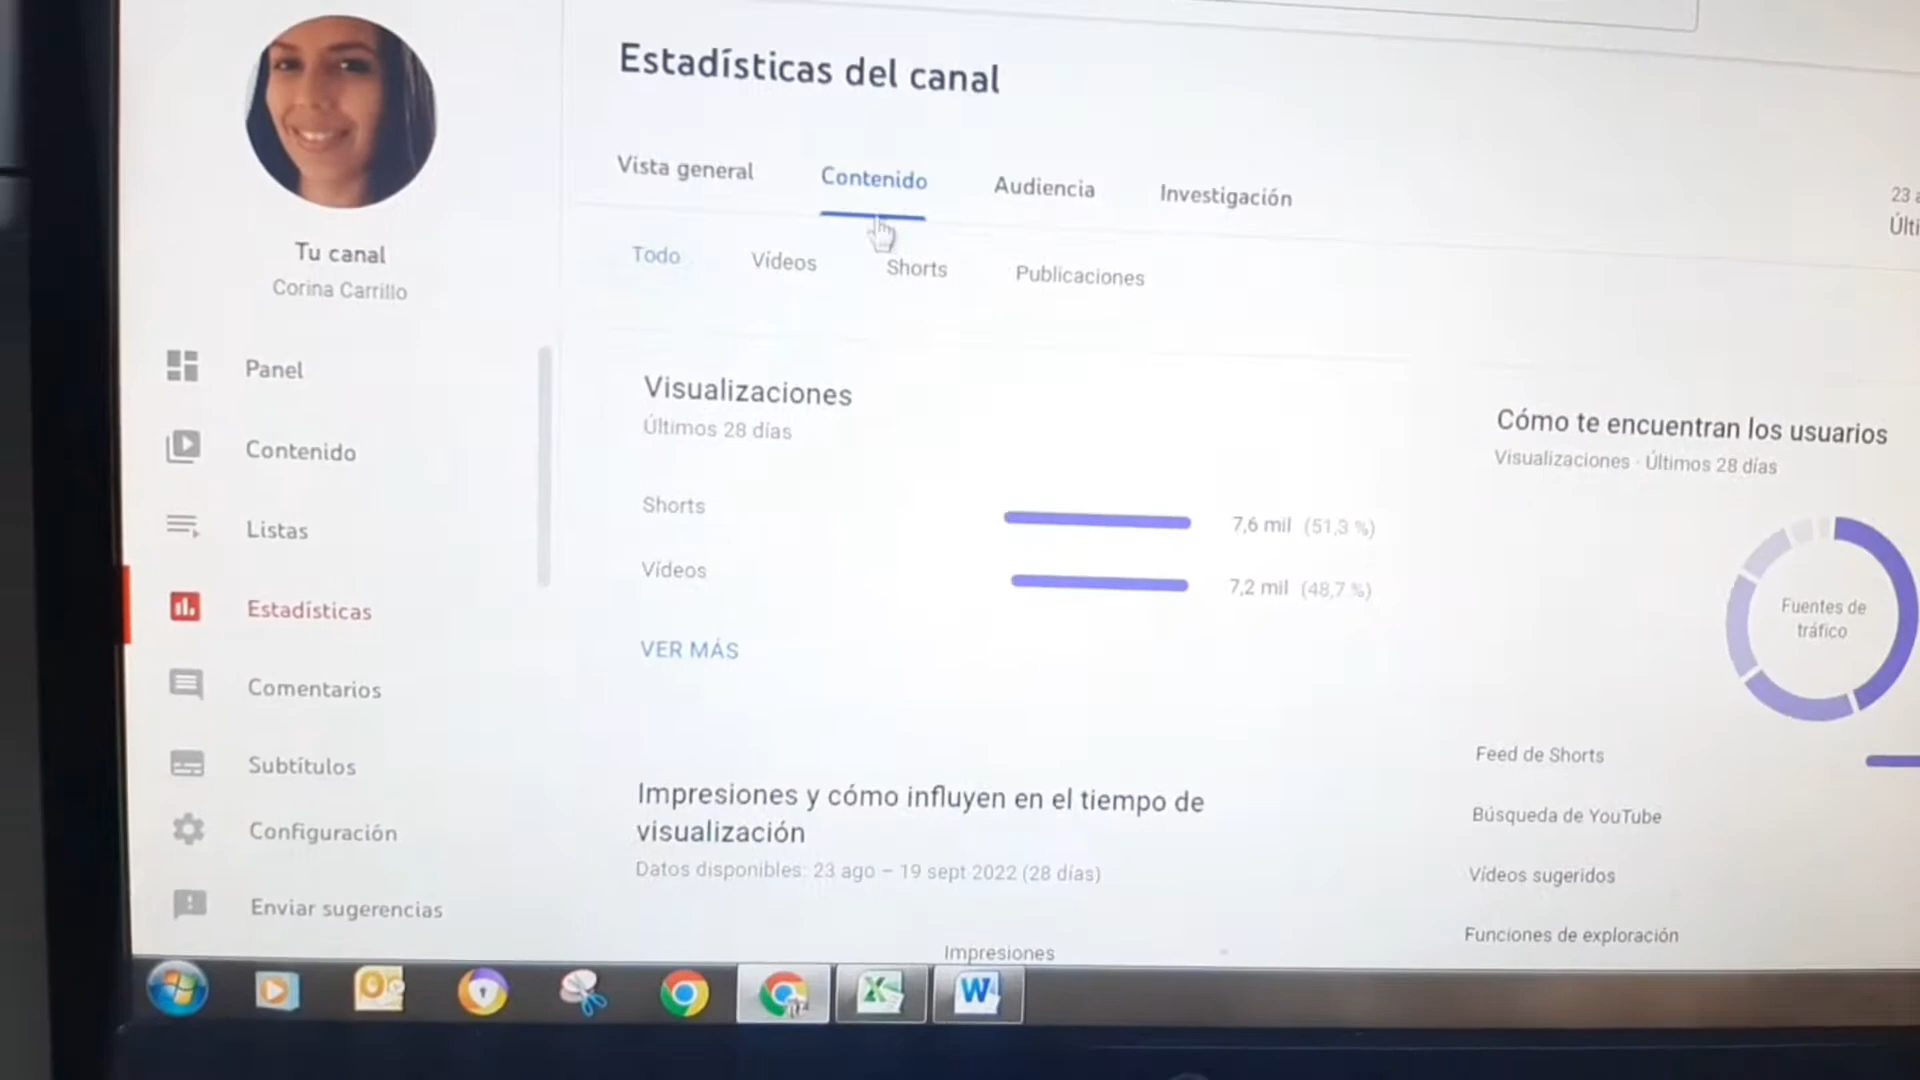 Estadísticas del canal
Vista general
Contenido
Audiencia
Investigación
23
Todo
Vídeos
Shorts
Publicaciones
Tu canal
Corina Carrillo
Panel
Contenido
Listas
Estadísticas
Comentarios
Subtítulos
Configuración
Enviar sugerencias
Visualizaciones
Últimos 28 días
Shorts 7,6 mil (51,3 %)
Vídeos 7,2 mil (48,7 %)
VER MÁS
Impresiones y cómo influyen en el tiempo de
visualización
Datos disponibles: 23 ago – 19 sept 2022 (28 días)
Impresiones
Cómo te encuentran los usuarios
Visualizaciones · Últimos 28 días
Fuentes de
tráfico
Feed de Shorts
Búsqueda de YouTube
Vídeos sugeridos
Funciones de exploración